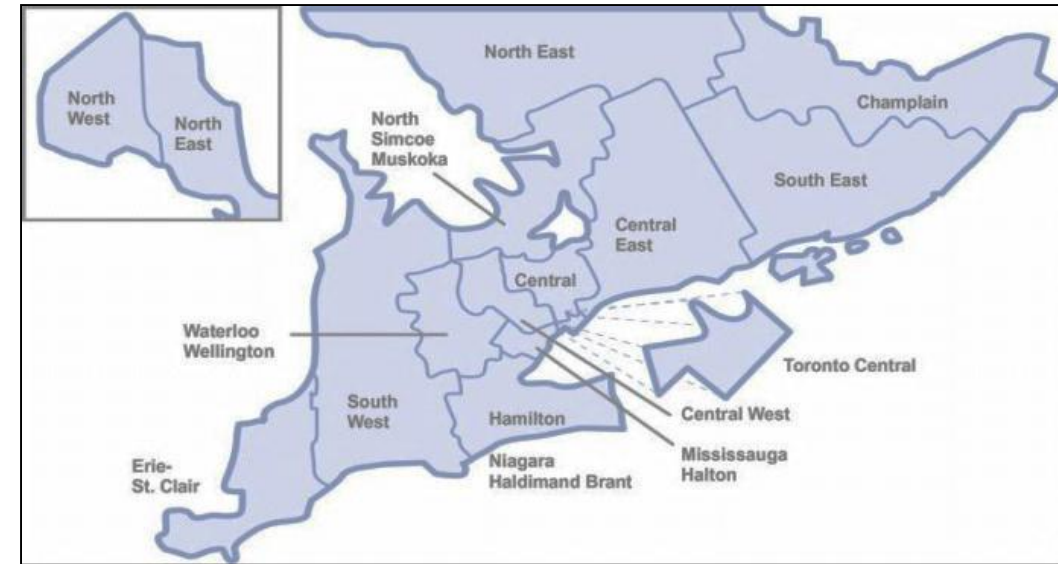 North East
Champlain
North
West
North
East
North
Simcoe
Muskoka
South East
Central
East
Central
Waterloo
Wellington
Toronto Central
South
West
Hamilton
Central West
Niagara
Haldimand Brant
Mississauga
Halton
Erie-
St. Clair